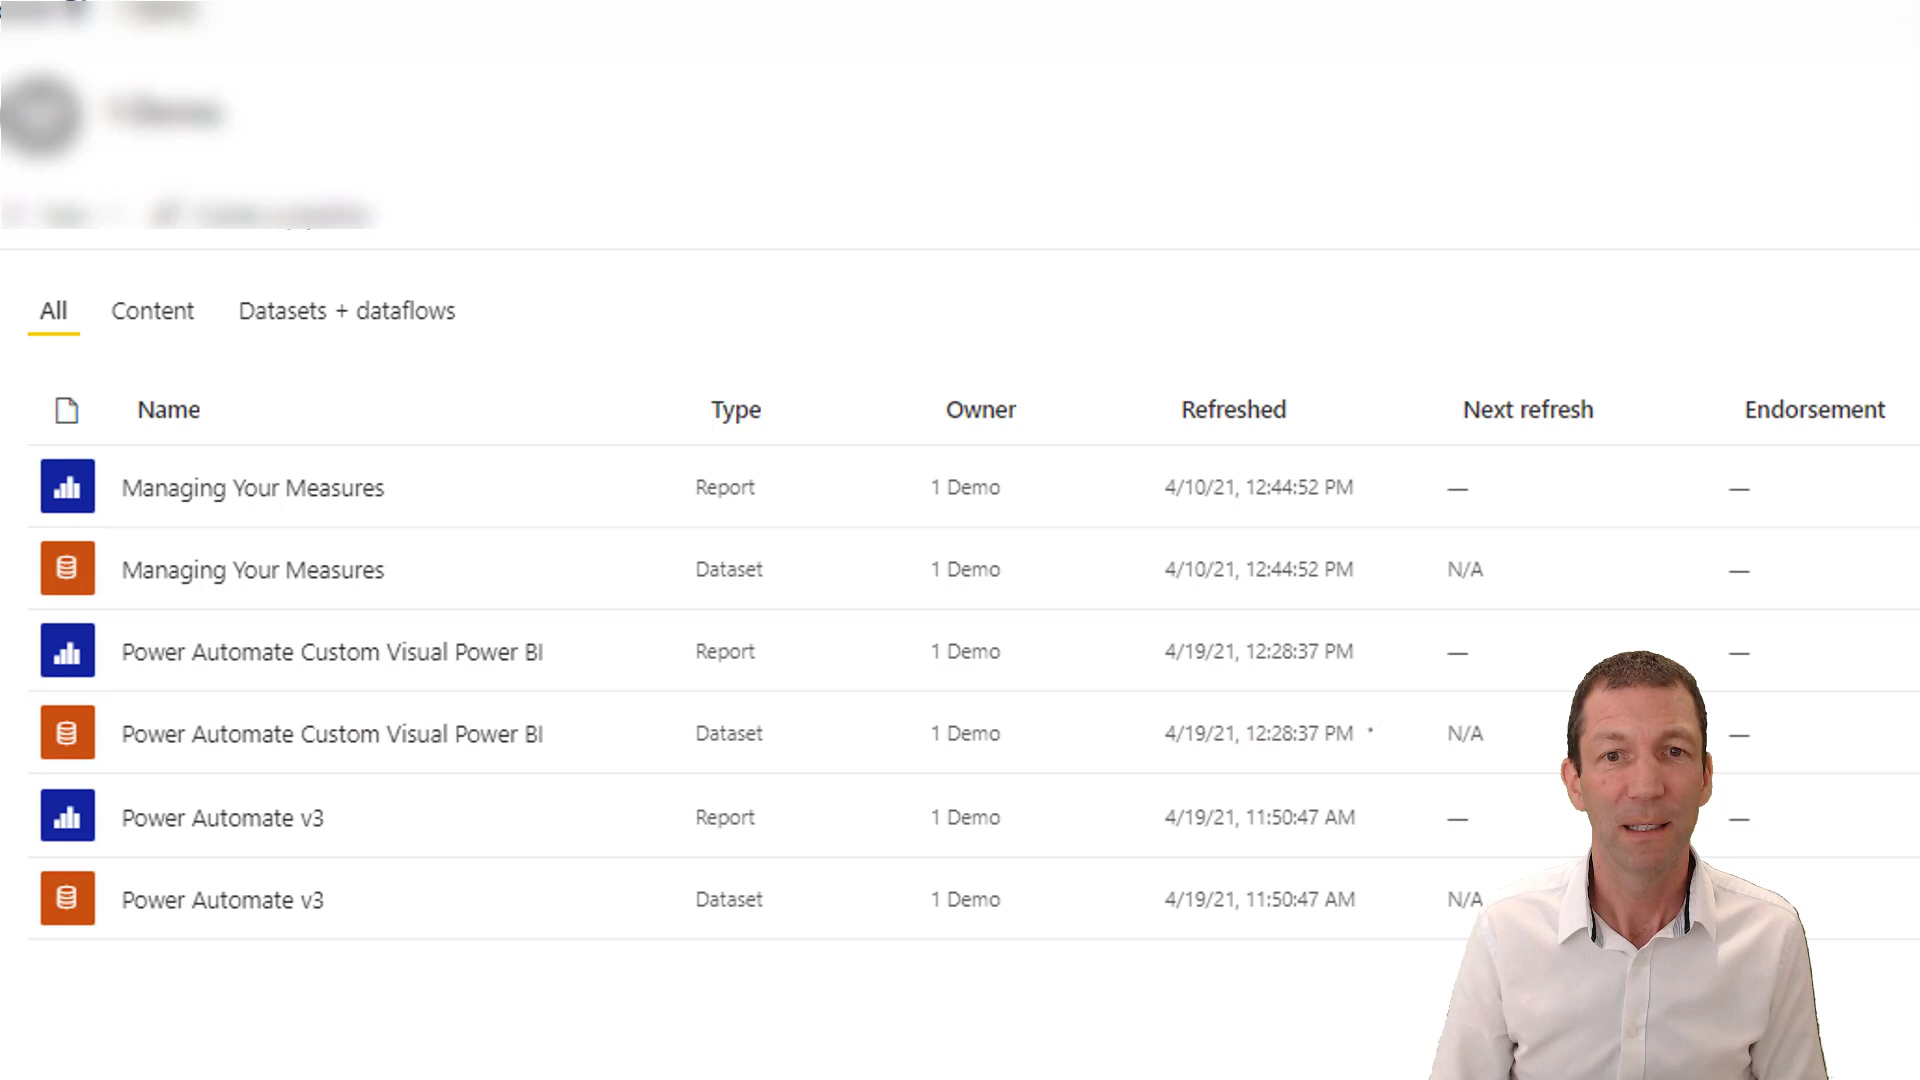 1 Demo
All Content Datasets + dataflows
Name Type Owner Refreshed Next refresh Endorsement
Managing Your Measures Report 1 Demo 4/10/21, 12:44:52 PM — —
Managing Your Measures Dataset 1 Demo 4/10/21, 12:44:52 PM N/A —
Power Automate Custom Visual Power BI Report 1 Demo 4/19/21, 12:28:37 PM — —
Power Automate Custom Visual Power BI Dataset 1 Demo 4/19/21, 12:28:37 PM N/A —
Power Automate v3 Report 1 Demo 4/19/21, 11:50:47 AM — —
Power Automate v3 Dataset 1 Demo 4/19/21, 11:50:47 AM N/A